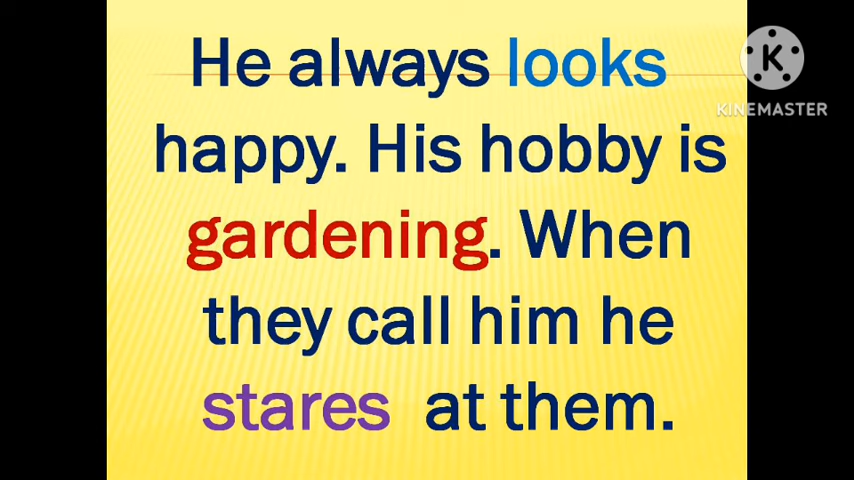 He always looks
happy. His hobby is
gardening. When
they call him he
stares at them.
K
KINEMASTER